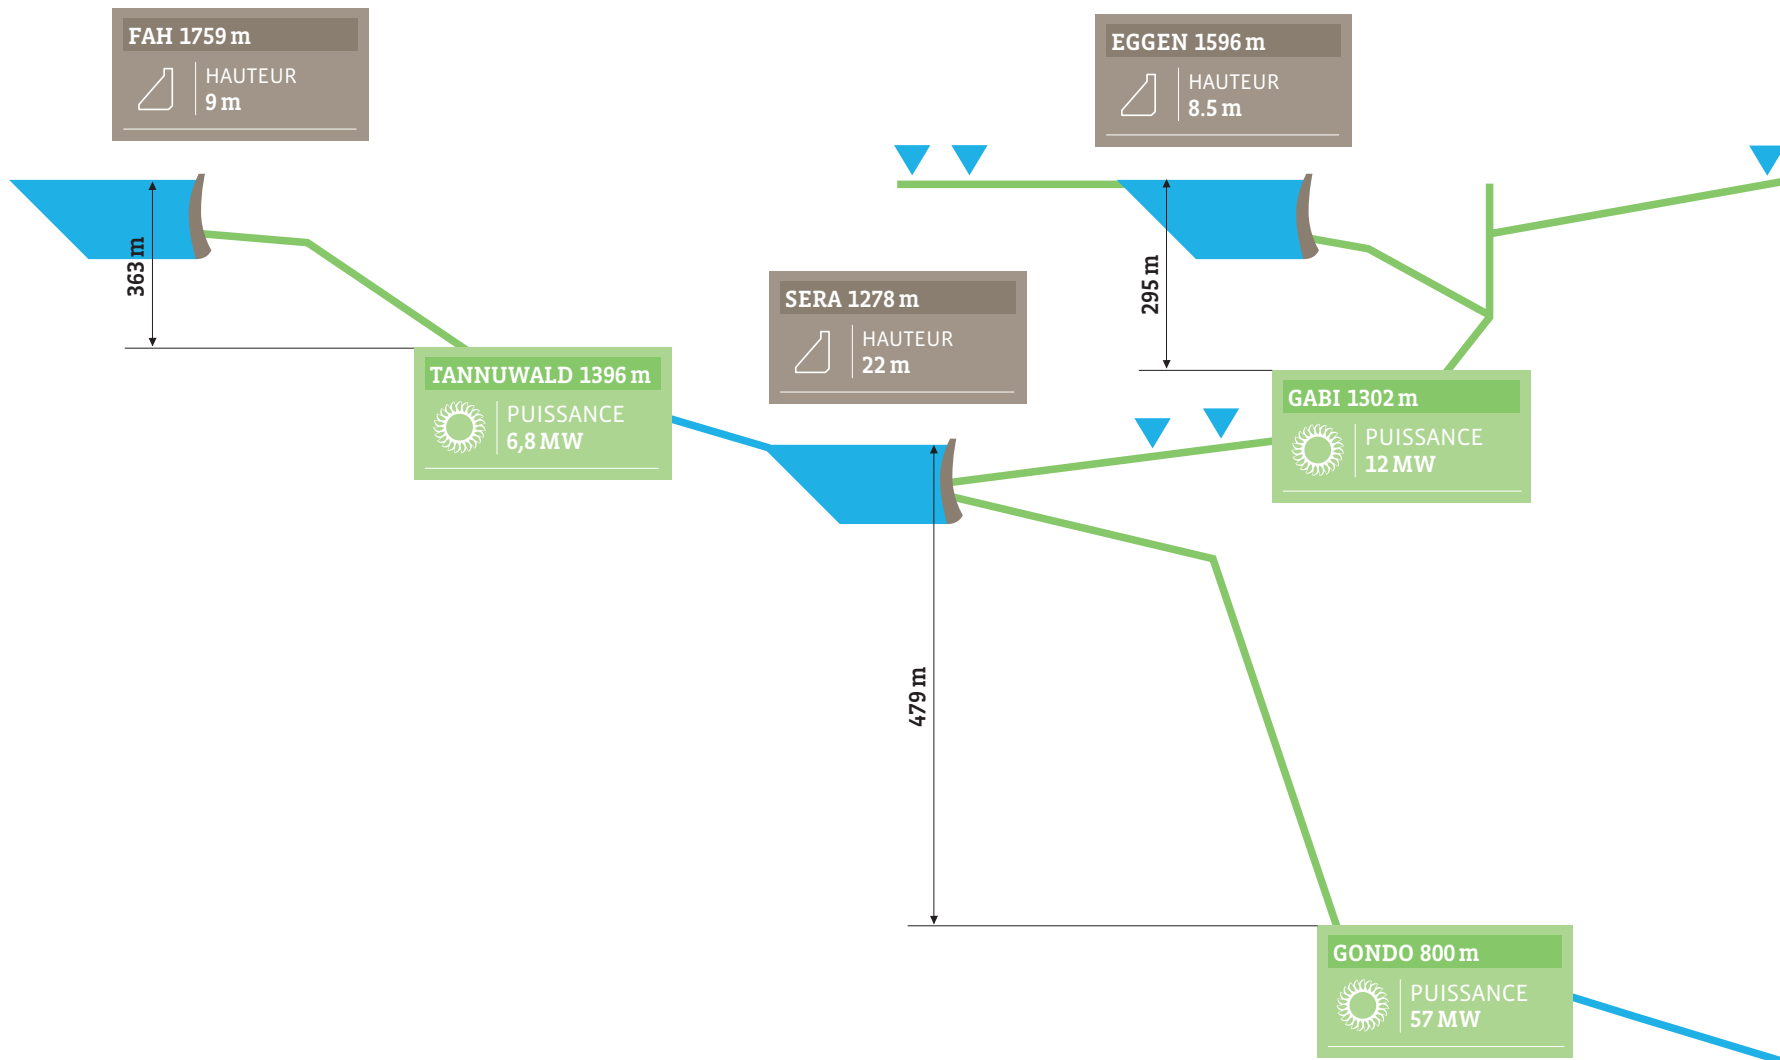 FAH 1759 m
HAUTEUR
9 m
EGGEN 1596 m
HAUTEUR
8.5 m
363 m
295 m
SERA 1278 m
HAUTEUR
22 m
TANNUWALD 1396 m
PUISSANCE
6,8 MW
GABI 1302 m
PUISSANCE
12 MW
479 m
GONDO 800 m
PUISSANCE
57 MW